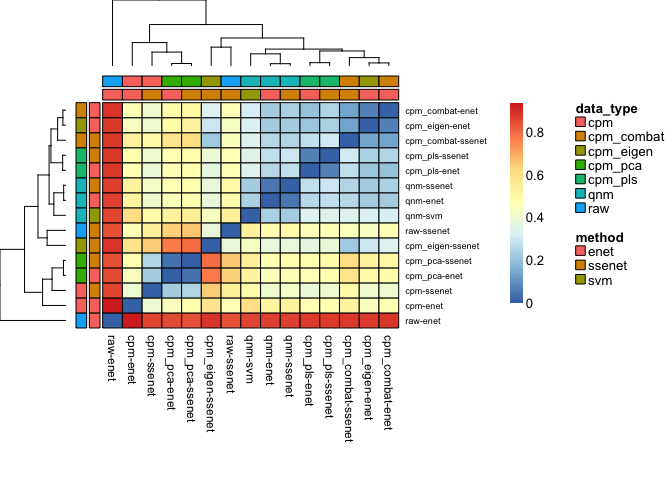 cpm_combat-enet
cpm_eigen-enet
cpm_combat-ssenet
cpm_pls-ssenet
cpm_pls-enet
qnm-ssenet
qnm-enet
qnm-svm
raw-ssenet
cpm_eigen-ssenet
cpm_pca-ssenet
cpm_pca-enet
cpm-ssenet
cpm-enet
raw-enet
raw-enet
cpm-enet
cpm-ssenet
cpm_pca-enet
cpm_pca-ssenet
cpm_eigen-ssenet
raw-ssenet
qnm-svm
qnm-enet
qnm-ssenet
cpm_pls-enet
cpm_pls-ssenet
cpm_combat-ssenet
cpm_eigen-enet
cpm_combat-enet
0.8
0.6
0.4
0.2
0
data_type
cpm
cpm_combat
cpm_eigen
cpm_pca
cpm_pls
qnm
raw
method
enet
ssenet
svm